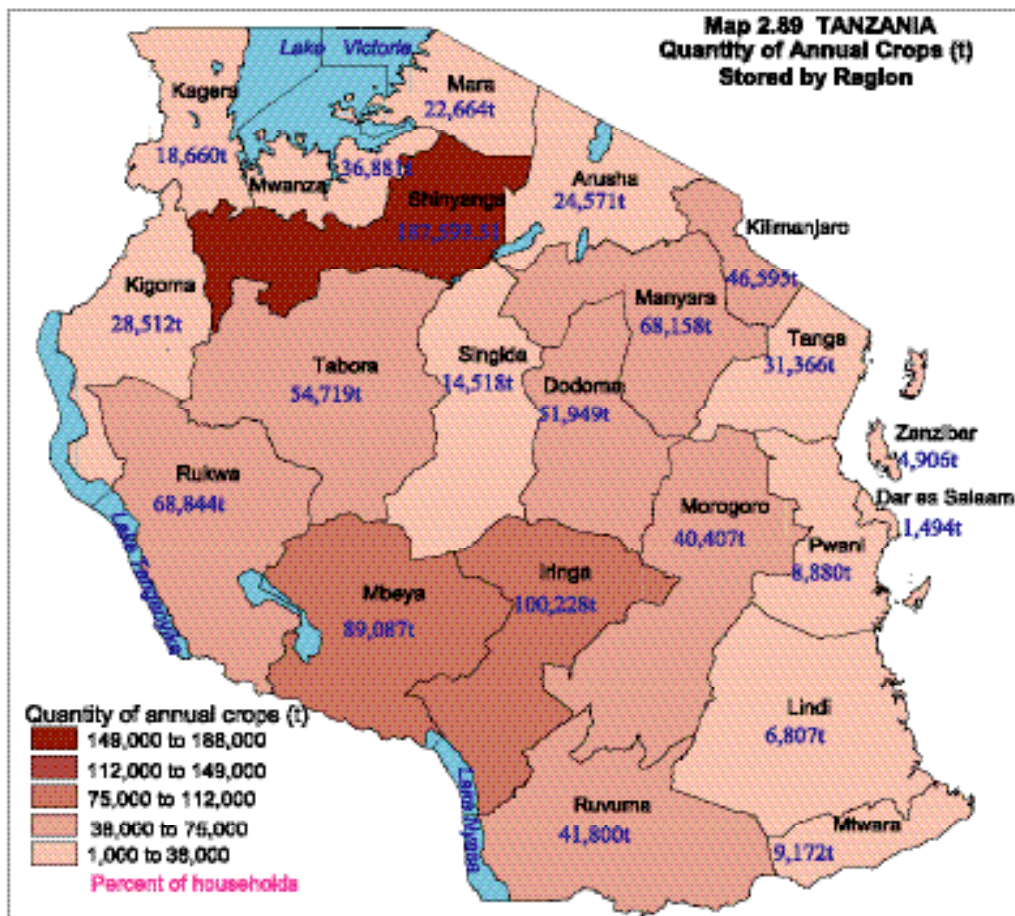 Map 2.89 TANZANIA
Quantity of Annual Crops (t)
Stored by Region
Lake Victoria
Kagera
18,660t
Mara
22,664t
Mwanza
36,881t
Shinyanga
187,593.51
Arusha
24,571t
Kilimanjaro
46,595t
Kigoma
28,512t
Manyara
68,158t
Tanga
31,366t
Tabora
54,719t
Singida
14,518t
Dodoma
51,949t
Zanzibar
4,906t
Rukwa
68,844t
Morogoro
40,407t
Dar es Salaam
1,494t
Pwani
8,880t
Lake Tanganyika
Mbeya
89,087t
Iringa
100,228t
Lindi
6,807t
Lake Nyasa
Ruvuma
41,800t
Mtwara
9,172t
Quantity of annual crops (t)
149,000 to 188,000
112,000 to 149,000
75,000 to 112,000
38,000 to 75,000
1,000 to 38,000
Percent of households